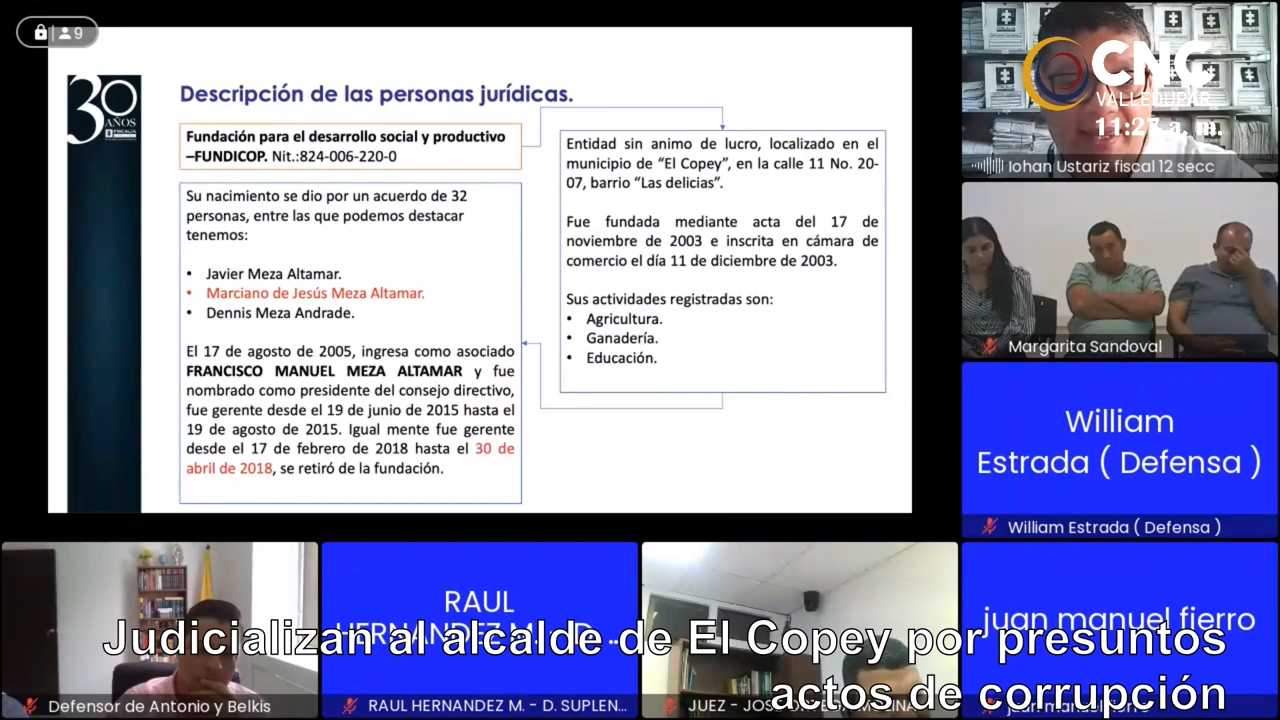 9
30
AÑOS
FISCALÍA
Descripción de las personas jurídicas.
Fundación para el desarrollo social y productivo
–FUNDICOP. Nit.:824-006-220-0
Su nacimiento se dio por un acuerdo de 32
personas, entre las que podemos destacar
tenemos:
• Javier Meza Altamar.
• Marciano de Jesús Meza Altamar.
• Dennis Meza Andrade.
El 17 de agosto de 2005, ingresa como asociado
FRANCISCO MANUEL MEZA ALTAMAR y fue
nombrado como presidente del consejo directivo,
fue gerente desde el 19 de junio de 2015 hasta el
19 de agosto de 2015. Igual mente fue gerente
desde el 17 de febrero de 2018 hasta el 30 de
abril de 2018, se retiró de la fundación.
Entidad sin animo de lucro, localizado en el
municipio de “El Copey”, en la calle 11 No. 20-
07, barrio “Las delicias”.
Fue fundada mediante acta del 17 de
noviembre de 2003 e inscrita en cámara de
comercio el día 11 de diciembre de 2003.
Sus actividades registradas son:
• Agricultura.
• Ganadería.
• Educación.
CNC
VALLEDUPAR
11:27 a. m.
Iohan Ustariz fiscal 12 secc
Margarita Sandoval
William
Estrada ( Defensa )
William Estrada ( Defensa )
Defensor de Antonio y Belkis
RAUL
HERNANDEZ M. - D. ...
RAUL HERNANDEZ M. - D. SUPLEN...
JUEZ - JOSE
juan manuel fierro
juan manuel fierro
Judicializan al alcalde de El Copey por presuntos
actos de corrupción